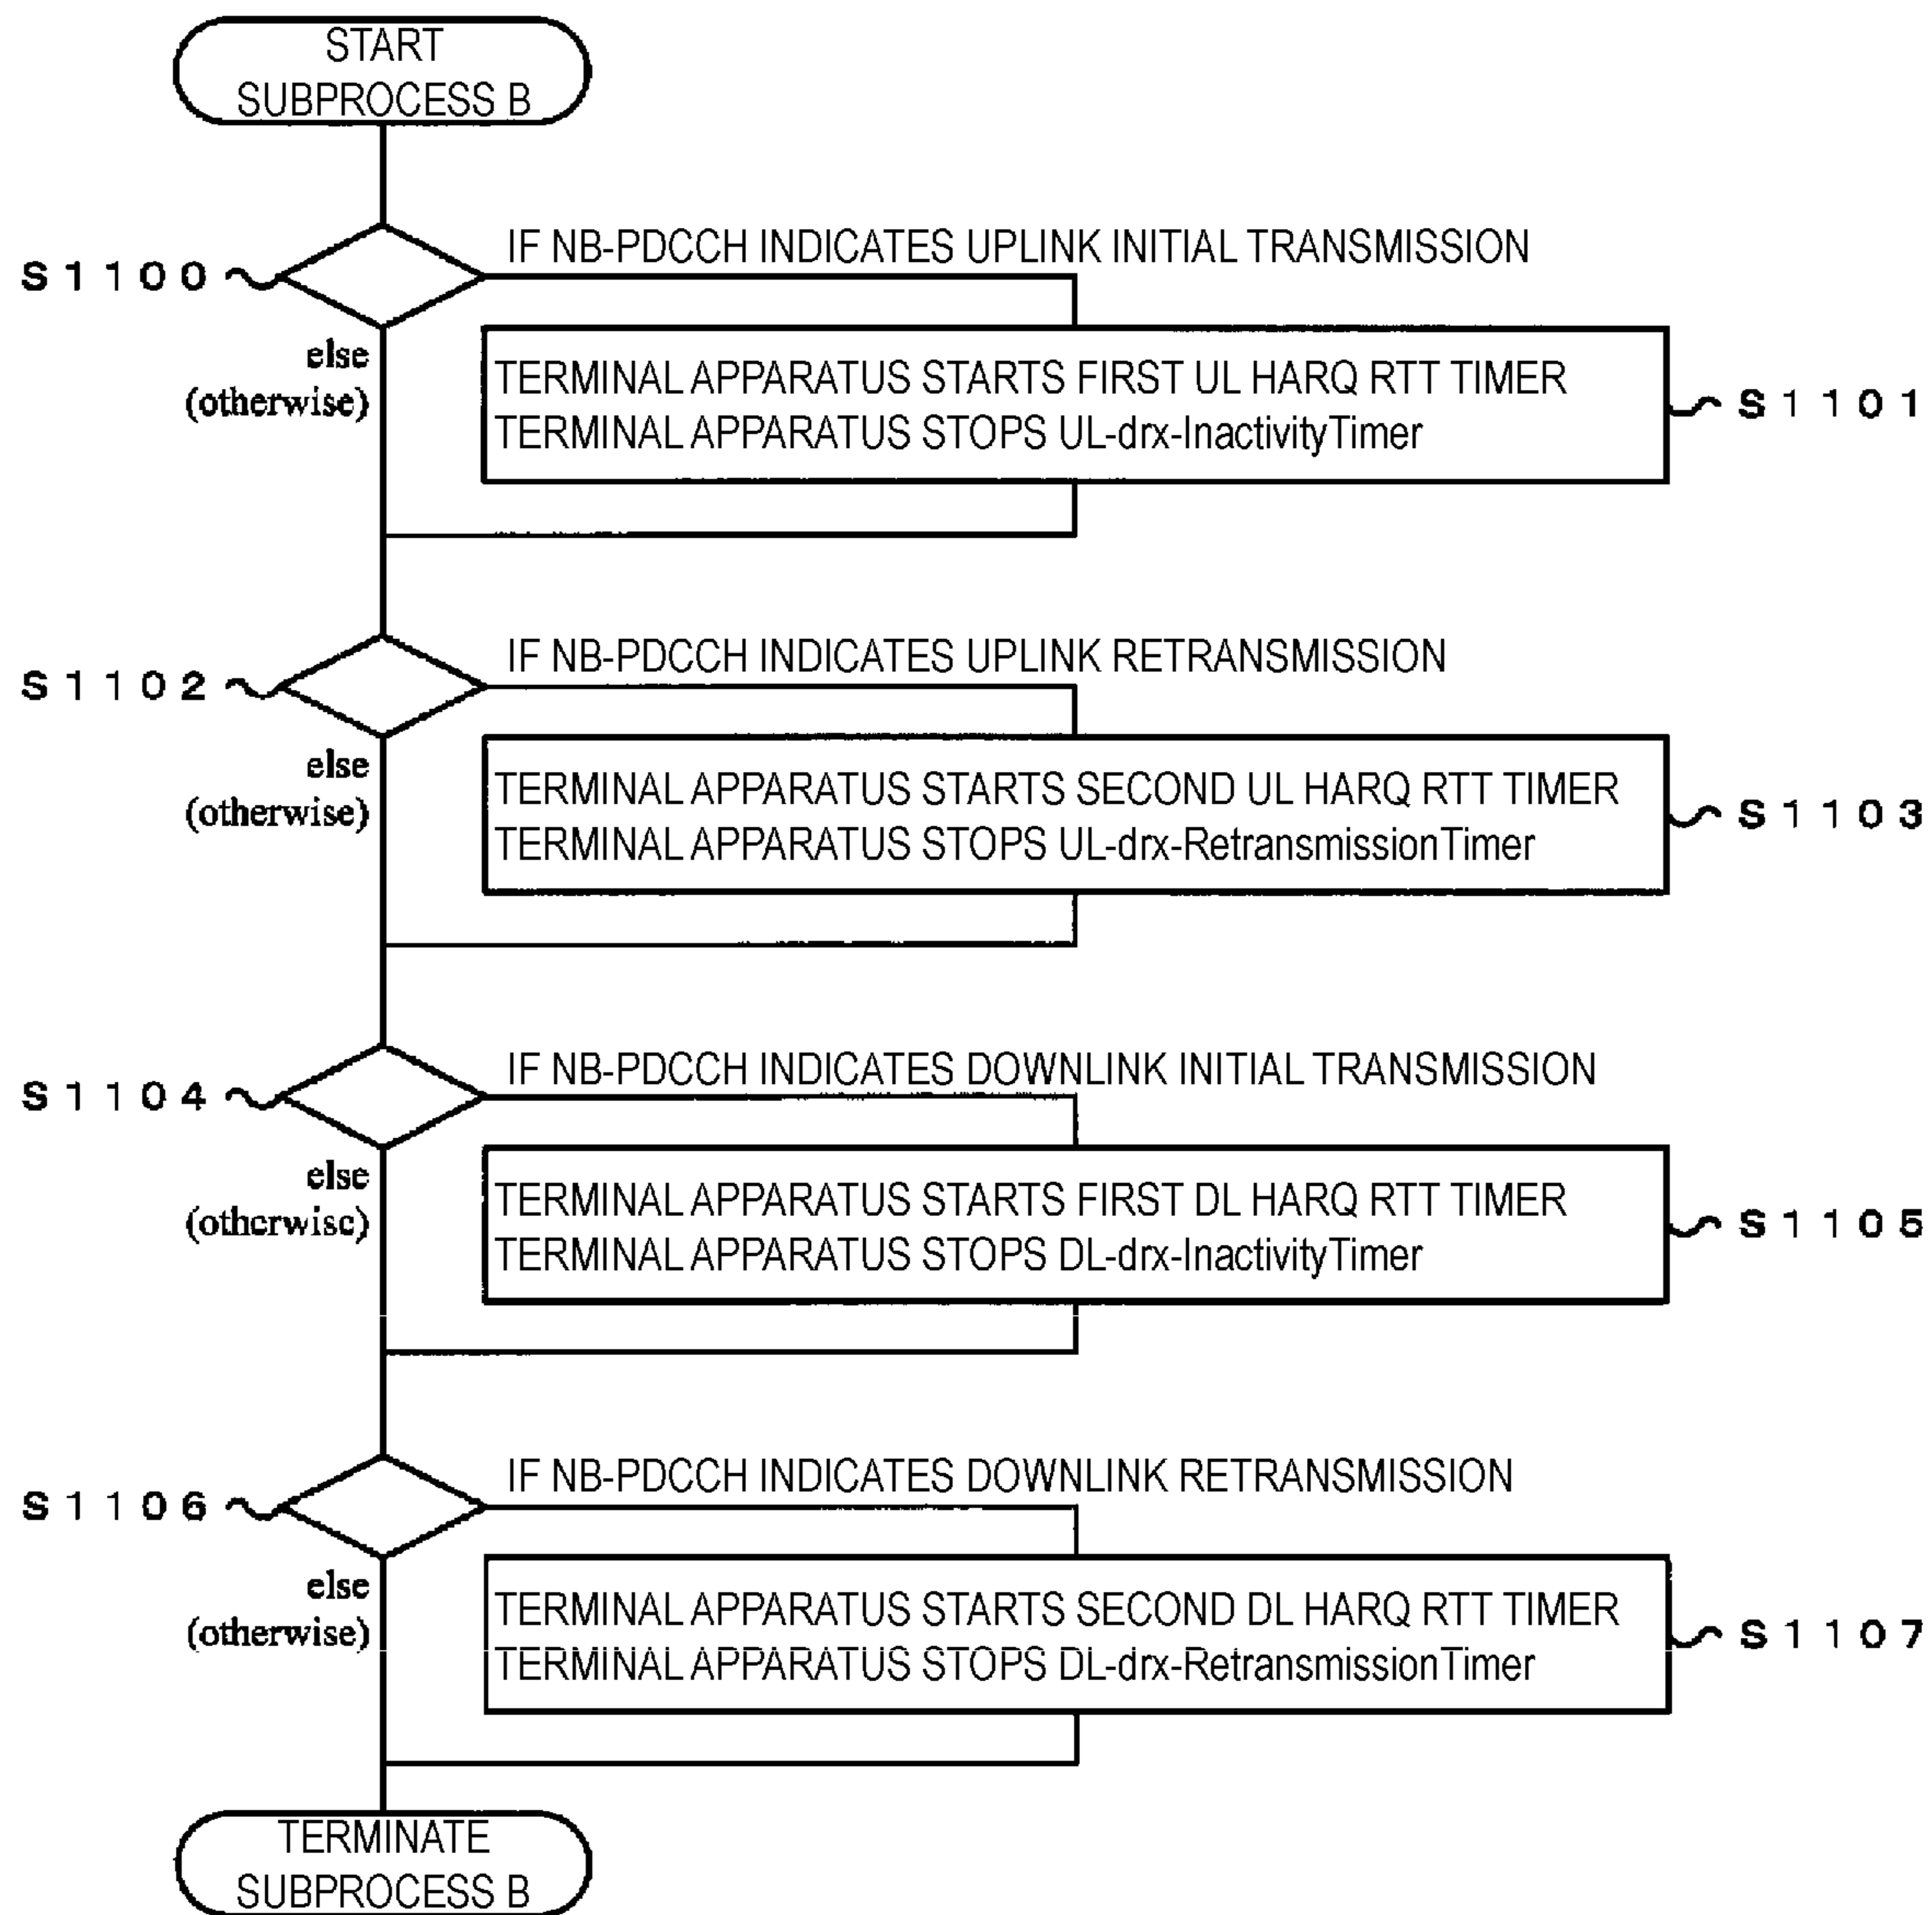 START
SUBPROCESS B
IF NB-PDCCH INDICATES UPLINK INITIAL TRANSMISSION
S1100
else
(otherwise)
TERMINAL APPARATUS STARTS FIRST UL HARQ RTT TIMER
TERMINAL APPARATUS STOPS UL-drx-InactivityTimer
S1101
IF NB-PDCCH INDICATES UPLINK RETRANSMISSION
S1102
else
(otherwise)
TERMINAL APPARATUS STARTS SECOND UL HARQ RTT TIMER
TERMINAL APPARATUS STOPS UL-drx-RetransmissionTimer
S1103
IF NB-PDCCH INDICATES DOWNLINK INITIAL TRANSMISSION
S1104
else
(otherwise)
TERMINAL APPARATUS STARTS FIRST DL HARQ RTT TIMER
TERMINAL APPARATUS STOPS DL-drx-InactivityTimer
S1105
IF NB-PDCCH INDICATES DOWNLINK RETRANSMISSION
S1106
else
(otherwise)
TERMINAL APPARATUS STARTS SECOND DL HARQ RTT TIMER
TERMINAL APPARATUS STOPS DL-drx-RetransmissionTimer
S1107
TERMINATE
SUBPROCESS B